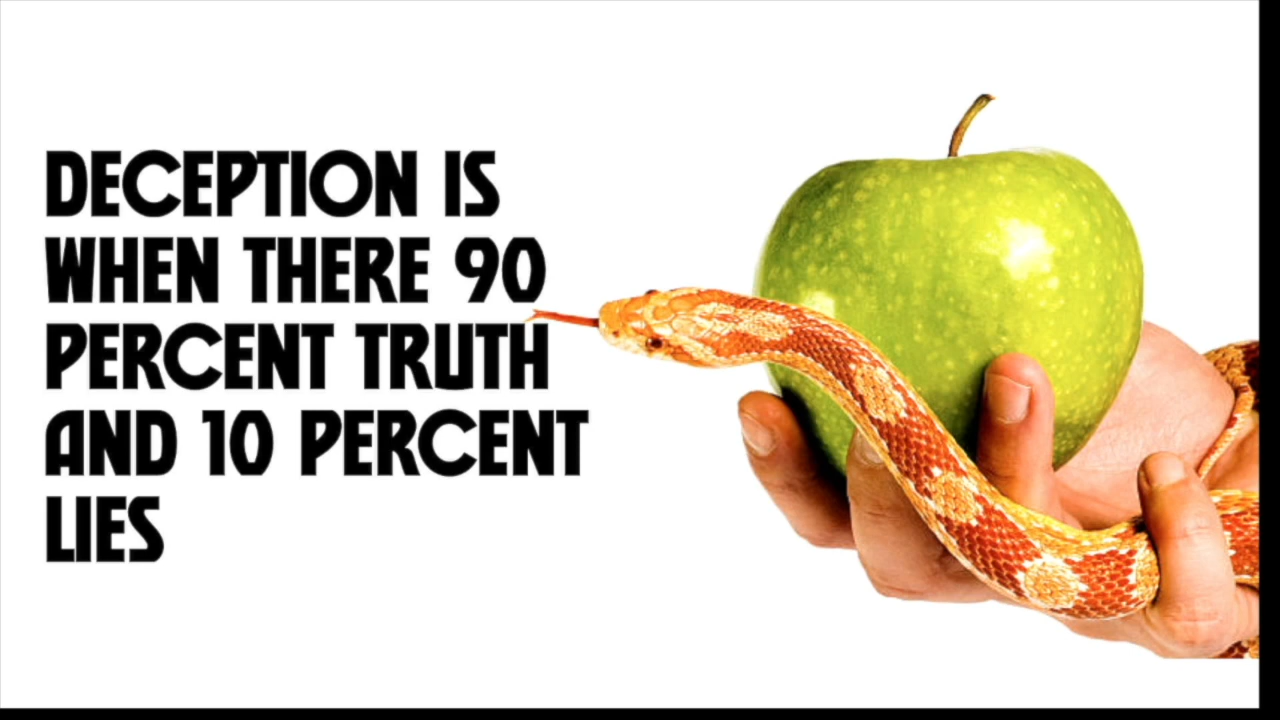 DECEPTION IS
WHEN THERE 90
PERCENT TRUTH
AND 10 PERCENT
LIES